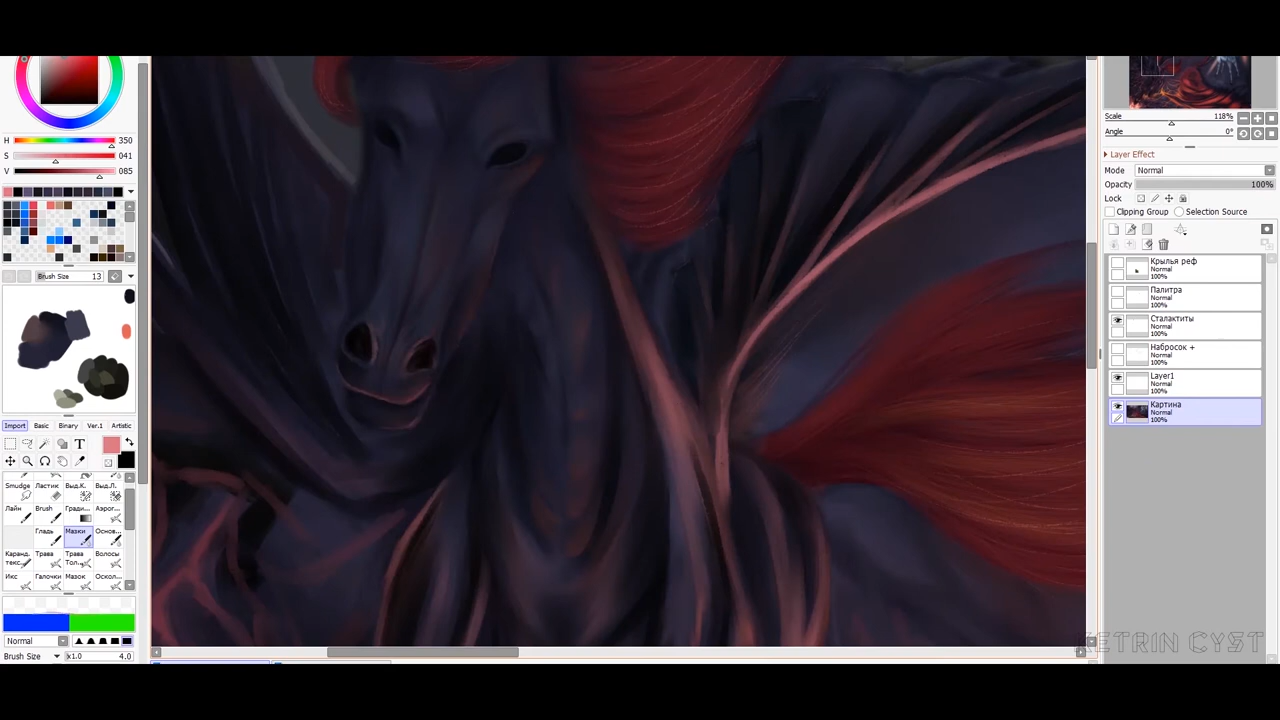 H 350
S 041
V 085
Brush Size 13
Import Basic Binary Ver.1 Artistic
T
Smudge Ластик Выд.К. Выд.Л.
Лайн Brush Гради... Аэрог...
Гладь Мазки Основ...
Каранд. текс... Трава Трава Тол... Волосы
Икс Галочки Мазок Оскол...
Normal
Brush Size x1.0 4.0
Scale 118%
Angle 0°
Layer Effect
Mode Normal
Opacity 100%
Lock
Clipping Group Selection Source
Крылья реф
Normal
100%
Палитра
Normal
100%
Сталактиты
Normal
100%
Набросок +
Normal
100%
Layer1
Normal
100%
Картина
Normal
100%
KETRIN CYST